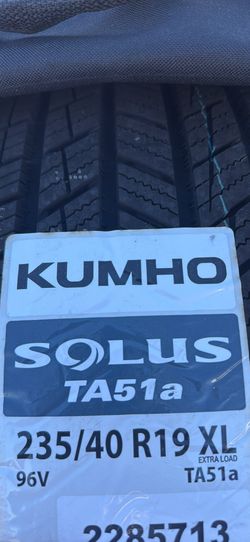 KUMHO
SOLUS
TA51a
235/40 R19 XL
EXTRA LOAD
96V TA51a
2285713